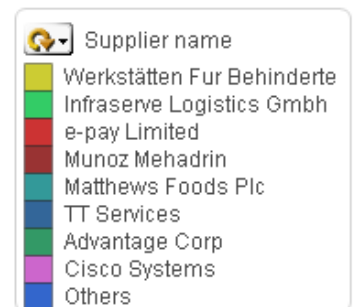 Supplier name
Werkstätten Fur Behinderte
Infraserve Logistics Gmbh
e-pay Limited
Munoz Mehadrin
Matthews Foods Plc
TT Services
Advantage Corp
Cisco Systems
Others